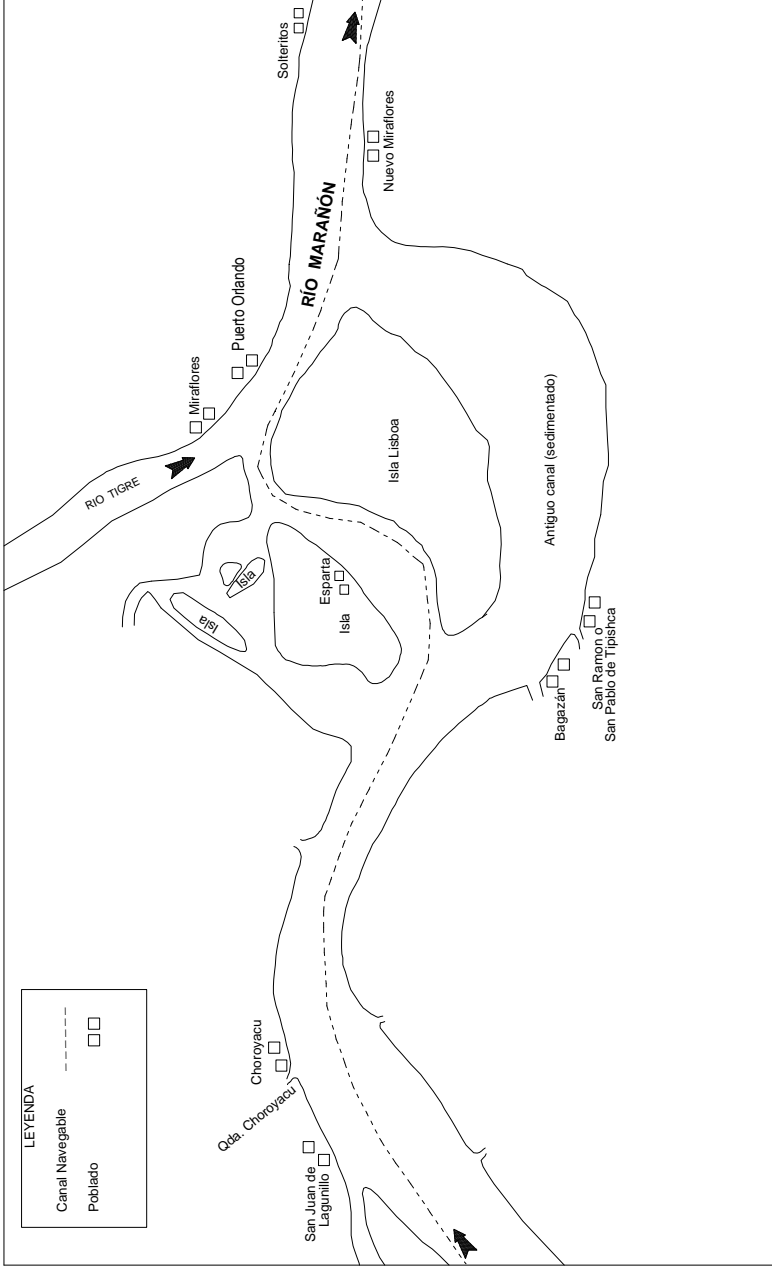 LEYENDA
Canal Navegable
Poblado
San Juan de
Lagunillo
Qda. Choroyacu
Choroyacu
Isla
Isla
Esparta
Isla
RIO TIGRE
Miraflores
Puerto Orlando
RÍO MARAÑÓN
Solteritos
Nuevo Miraflores
Isla Lisboa
Antiguo canal (sedimentado)
Bagazán
San Ramon o
San Pablo de Tipishca